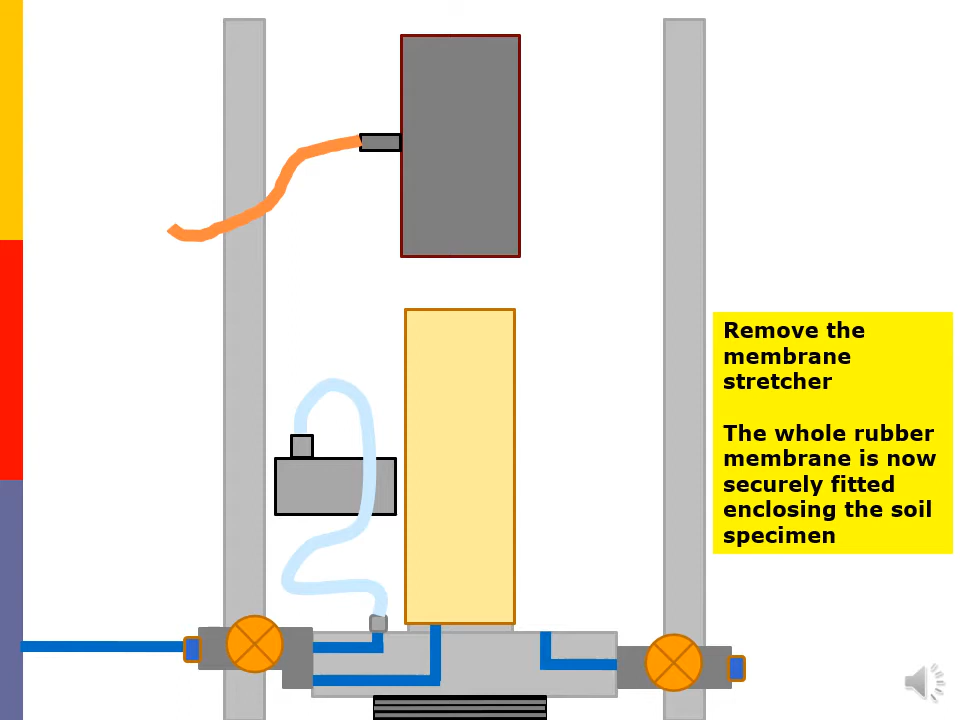 Remove the
membrane
stretcher
The whole rubber
membrane is now
securely fitted
enclosing the soil
specimen